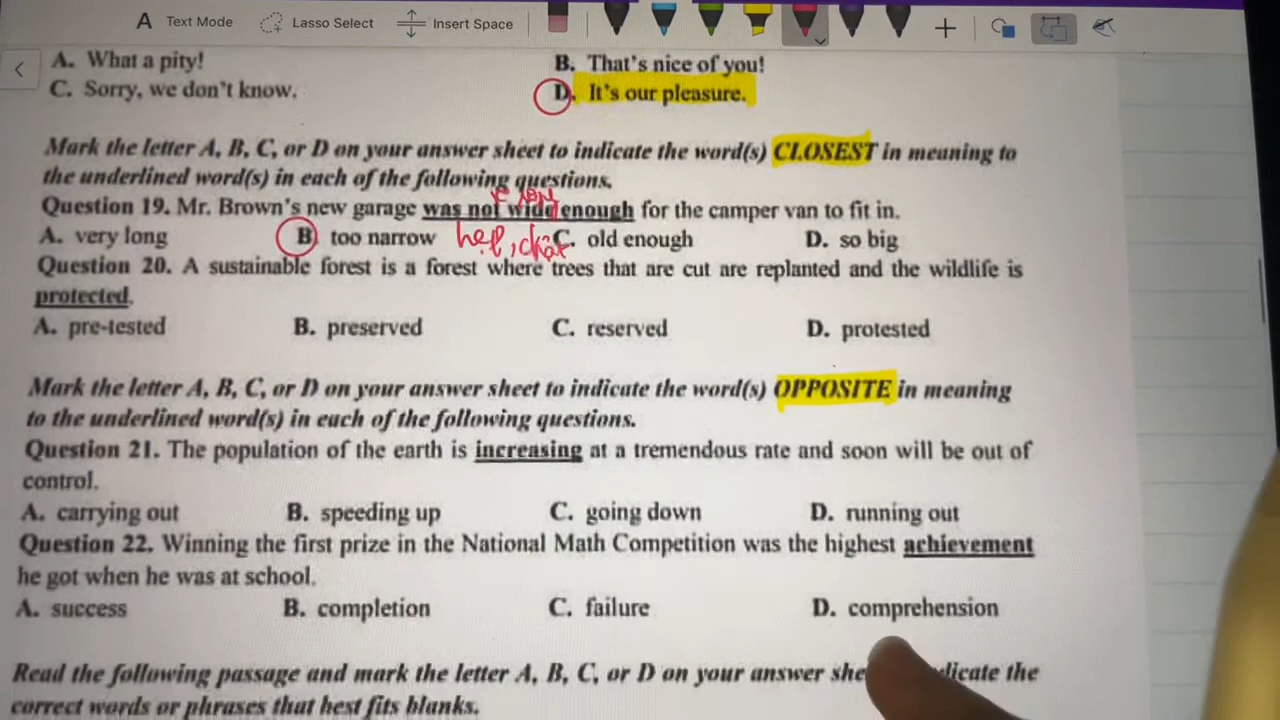 A Text Mode Lasso Select Insert Space
A. What a pity! B. That's nice of you!
C. Sorry, we don't know. D. It's our pleasure.
Mark the letter A, B, C, or D on your answer sheet to indicate the word(s) CLOSEST in meaning to
the underlined word(s) in each of the following questions.
Question 19. Mr. Brown's new garage was not wide enough for the camper van to fit in.
A. very long B. too narrow hẹp, chật C. old enough D. so big
Question 20. A sustainable forest is a forest where trees that are cut are replanted and the wildlife is
protected.
A. pre-tested B. preserved C. reserved D. protested
Mark the letter A, B, C, or D on your answer sheet to indicate the word(s) OPPOSITE in meaning
to the underlined word(s) in each of the following questions.
Question 21. The population of the earth is increasing at a tremendous rate and soon will be out of
control.
A. carrying out B. speeding up C. going down D. running out
Question 22. Winning the first prize in the National Math Competition was the highest achievement
he got when he was at school.
A. success B. completion C. failure D. comprehension
Read the following passage and mark the letter A, B, C, or D on your answer the
correct words or phrases that best fits blanks.